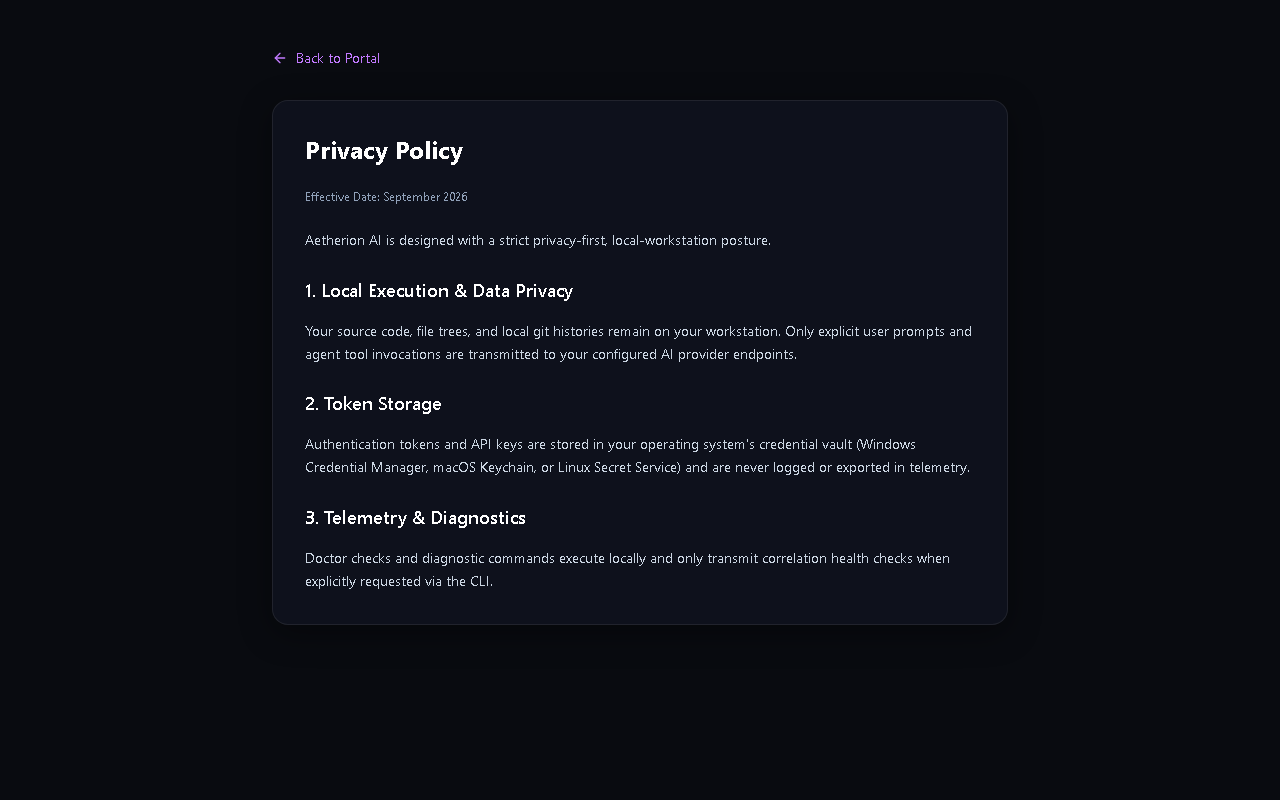 Back to Portal
Privacy Policy
Effective Date: September 2026
Aetherion AI is designed with a strict privacy-first, local-workstation posture.
1. Local Execution & Data Privacy
Your source code, file trees, and local git histories remain on your workstation. Only explicit user prompts and
agent tool invocations are transmitted to your configured AI provider endpoints.
2. Token Storage
Authentication tokens and API keys are stored in your operating system's credential vault (Windows
Credential Manager, macOS Keychain, or Linux Secret Service) and are never logged or exported in telemetry.
3. Telemetry & Diagnostics
Doctor checks and diagnostic commands execute locally and only transmit correlation health checks when
explicitly requested via the CLI.